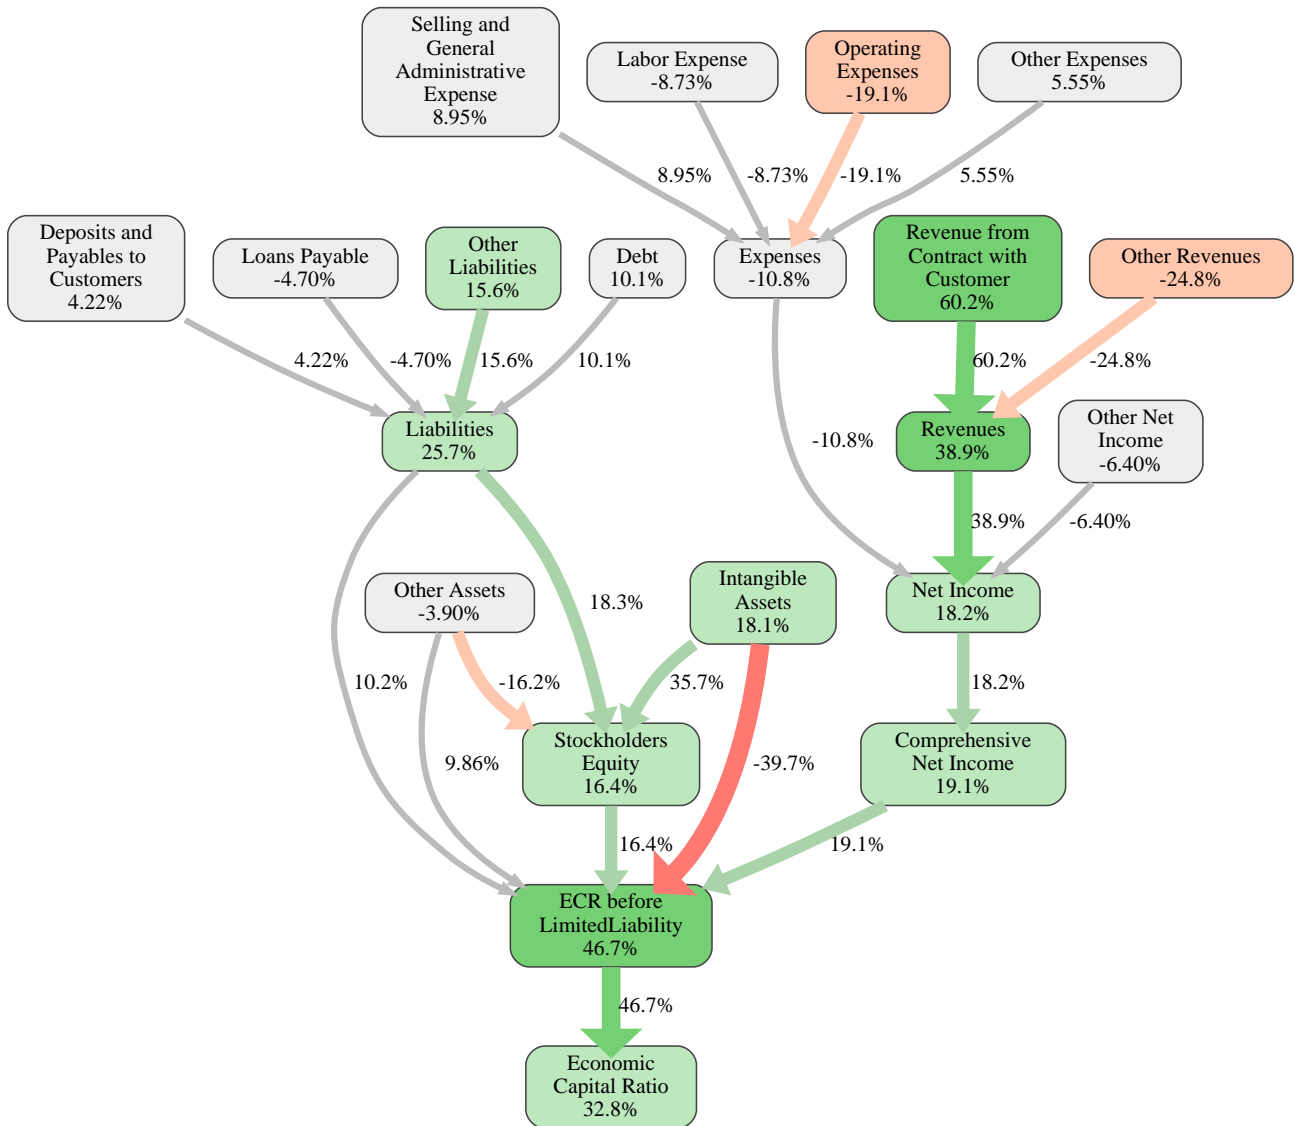 Selling and
General
Administrative
Expense
8.95%
Labor Expense
-8.73%
Operating
Expenses
-19.1%
Other Expenses
5.55%
8.95%
-8.73%
-19.1%
5.55%
Deposits and
Payables to
Customers
4.22%
Loans Payable
-4.70%
Other
Liabilities
15.6%
Debt
10.1%
Expenses
-10.8%
Revenue from
Contract with
Customer
60.2%
Other Revenues
-24.8%
4.22%
-4.70%
15.6%
10.1%
60.2%
-24.8%
Liabilities
25.7%
-10.8%
Revenues
38.9%
Other Net
Income
-6.40%
38.9%
-6.40%
Other Assets
-3.90%
18.3%
Intangible
Assets
18.1%
Net Income
18.2%
10.2%
-16.2%
35.7%
18.2%
9.86%
Stockholders
Equity
16.4%
-39.7%
Comprehensive
Net Income
19.1%
16.4%
19.1%
ECR before
LimitedLiability
46.7%
46.7%
Economic
Capital Ratio
32.8%